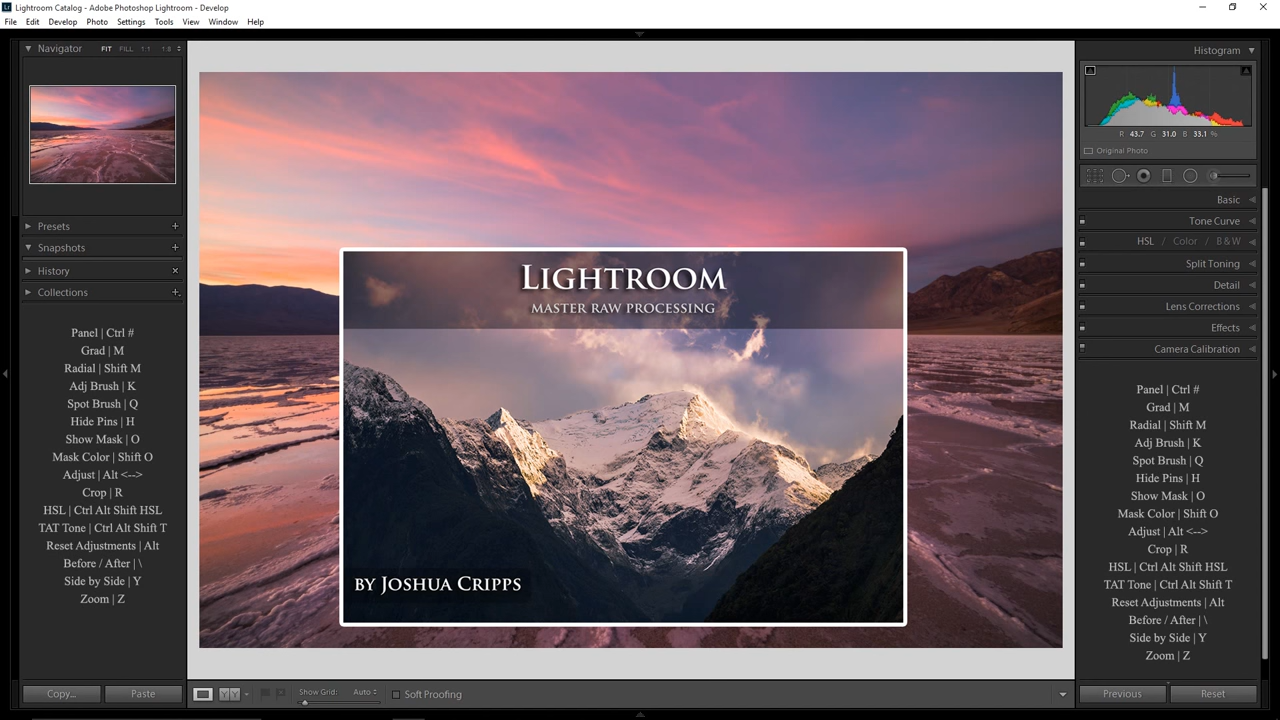 Lightroom Catalog - Adobe Photoshop Lightroom - Develop
File Edit Develop Photo Settings Tools View Window Help
Navigator FIT FILL 1:1 1:8
Presets
Snapshots
History
Collections
Panel | Ctrl #
Grad | M
Radial | Shift M
Adj Brush | K
Spot Brush | Q
Hide Pins | H
Show Mask | O
Mask Color | Shift O
Adjust | Alt <-->
Crop | R
HSL | Ctrl Alt Shift HSL
TAT Tone | Ctrl Alt Shift T
Reset Adjustments | Alt
Before / After | \
Side by Side | Y
Zoom | Z
Copy... Paste
LIGHTROOM
MASTER RAW PROCESSING
BY JOSHUA CRIPPS
Y Y Show Grid: Auto Soft Proofing
Histogram
R 43.7 G 31.0 B 33.1 %
Original Photo
Basic
Tone Curve
HSL / Color / B & W
Split Toning
Detail
Lens Corrections
Effects
Camera Calibration
Panel | Ctrl #
Grad | M
Radial | Shift M
Adj Brush | K
Spot Brush | Q
Hide Pins | H
Show Mask | O
Mask Color | Shift O
Adjust | Alt <-->
Crop | R
HSL | Ctrl Alt Shift HSL
TAT Tone | Ctrl Alt Shift T
Reset Adjustments | Alt
Before / After | \
Side by Side | Y
Zoom | Z
Previous Reset